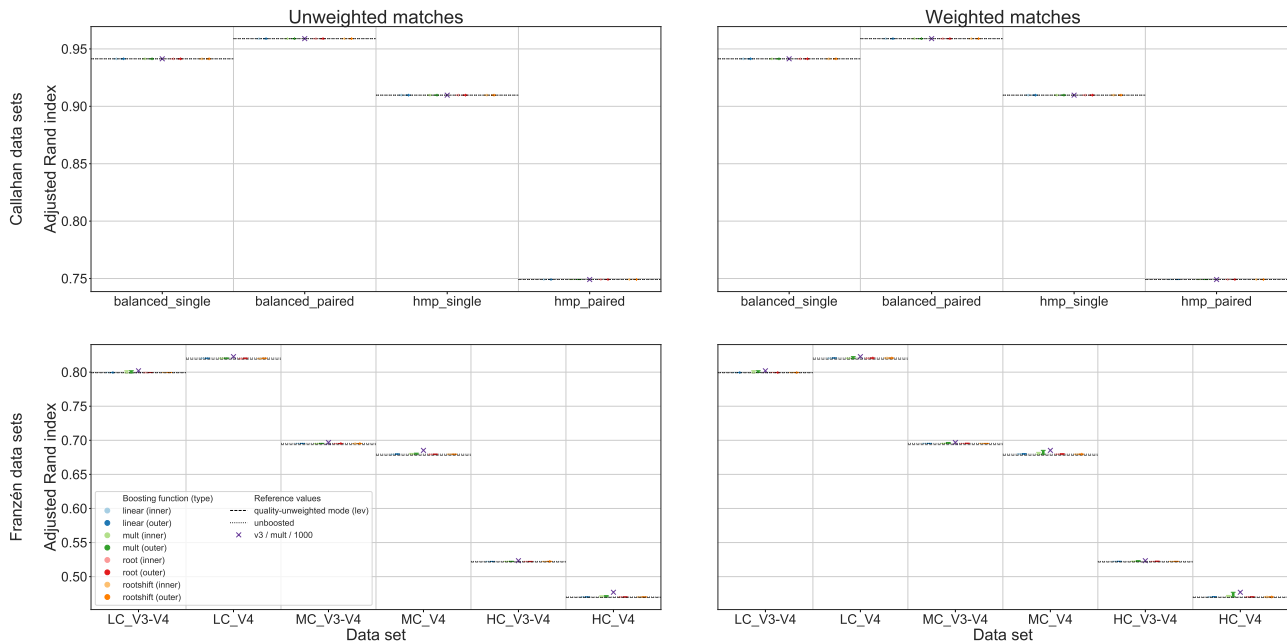 Unweighted matches
Weighted matches
Callahan data sets
Adjusted Rand index
0.95
0.90
0.85
0.80
0.75
balanced_single
balanced_paired
hmp_single
hmp_paired
balanced_single
balanced_paired
hmp_single
hmp_paired
Franzén data sets
Adjusted Rand index
0.80
0.75
0.70
0.65
0.60
0.55
0.50
Boosting function (type)
linear (inner)
linear (outer)
mult (inner)
mult (outer)
root (inner)
root (outer)
rootshift (inner)
rootshift (outer)
Reference values
quality-unweighted mode (lev)
unboosted
v3 / mult / 1000
LC_V3-V4
LC_V4
MC_V3-V4
MC_V4
HC_V3-V4
HC_V4
Data set
LC_V3-V4
LC_V4
MC_V3-V4
MC_V4
HC_V3-V4
HC_V4
Data set